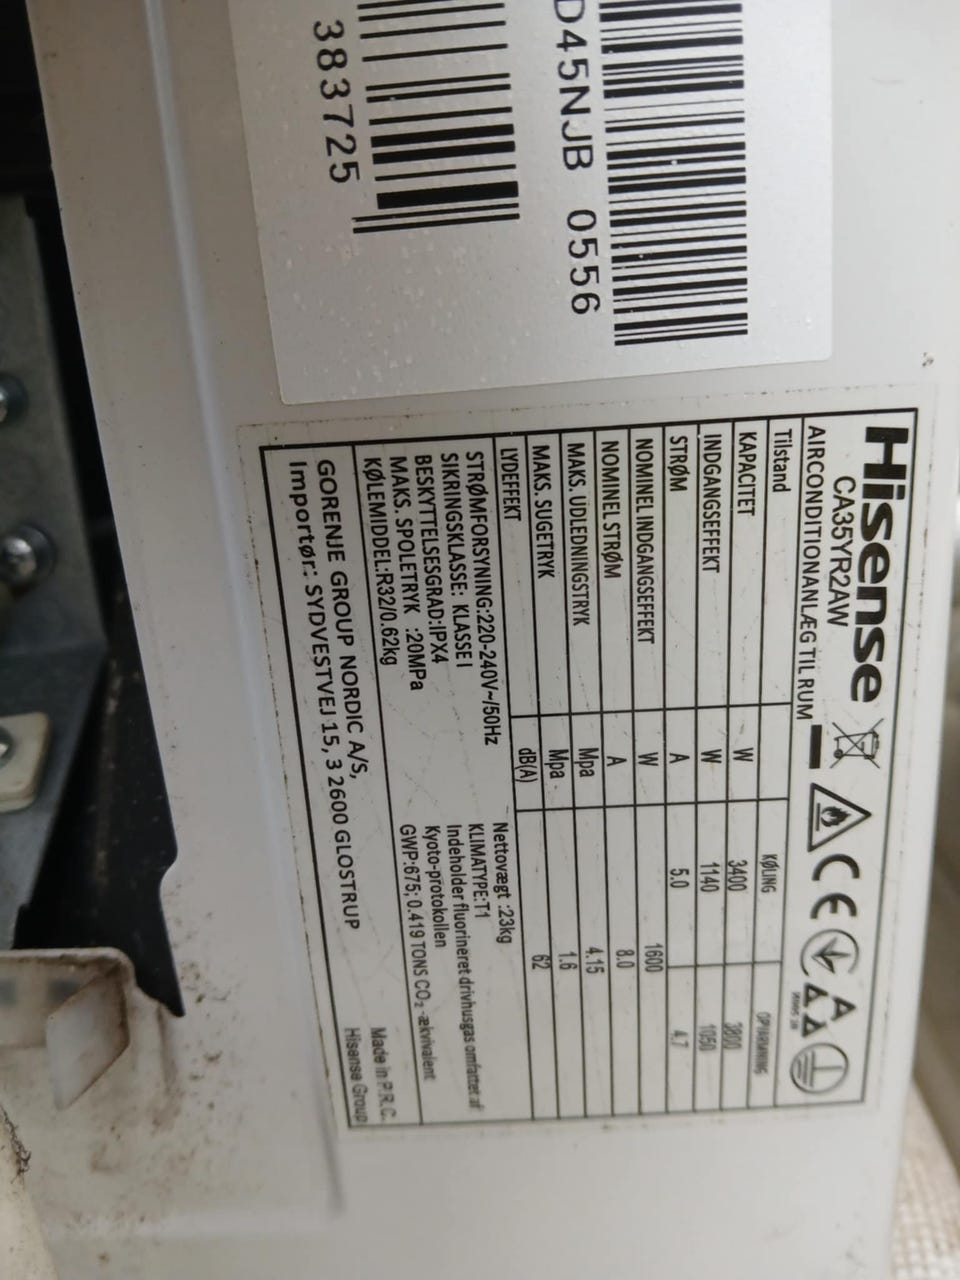 D45NJB 0556
383725
Hisense
CA35YR2AW
AIRCONDITIONANLÆG TIL RUM
Tilstand KØLING OPVARMNING
KAPACITET W 3400 3800
INDGANGSEFFEKT W 1140 1050
STRØM A 5.0 4.7
NOMINEL INDGANGSEFFEKT W 1600
NOMINEL STRØM A 8.0
MAKS. UDLEDNINGSTRYK Mpa 4.15
MAKS. SUGETRYK Mpa 1.6
LYDEFFEKT dB(A) 62
STRØMFORSYNING:220-240V~/50Hz Nettovægt :23kg
SIKRINGSKLASSE: KLASSE I KLIMATYPE:T1
BESKYTTELSESGRAD:IPX4 Indeholder fluorineret drivhusgas omfattet af
MAKS. SPOLETRYK :20MPa Kyoto-protokollen
KØLEMIDDEL:R32/0.62kg GWP:675; 0.419 TONS CO2-ækvivalent
GORENJE GROUP NORDIC A/S, Made in P.R.C.
Importør.: SYDVESTVEJ 15, 3 2600 GLOSTRUP Hisense Group